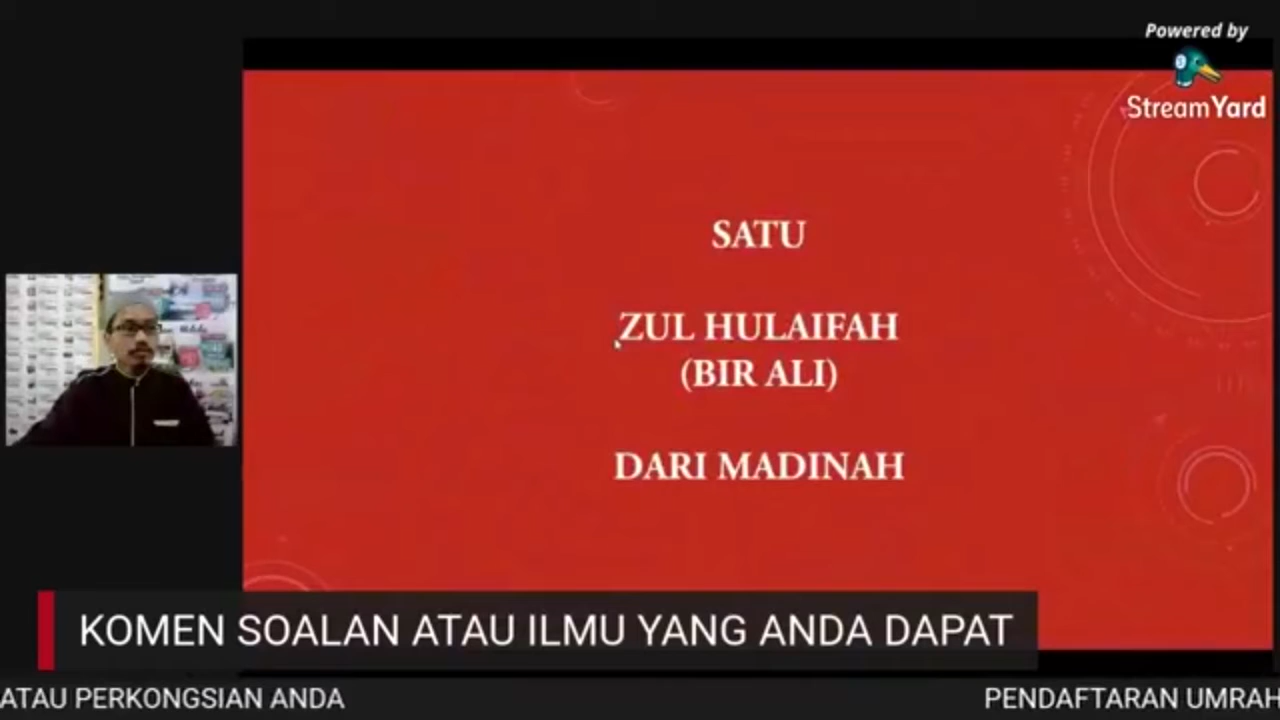 Powered by
StreamYard
SATU
ZUL HULAIFAH
(BIR ALI)
DARI MADINAH
KOMEN SOALAN ATAU ILMU YANG ANDA DAPAT
ATAU PERKONGSIAN ANDA
PENDAFTARAN UMRAH